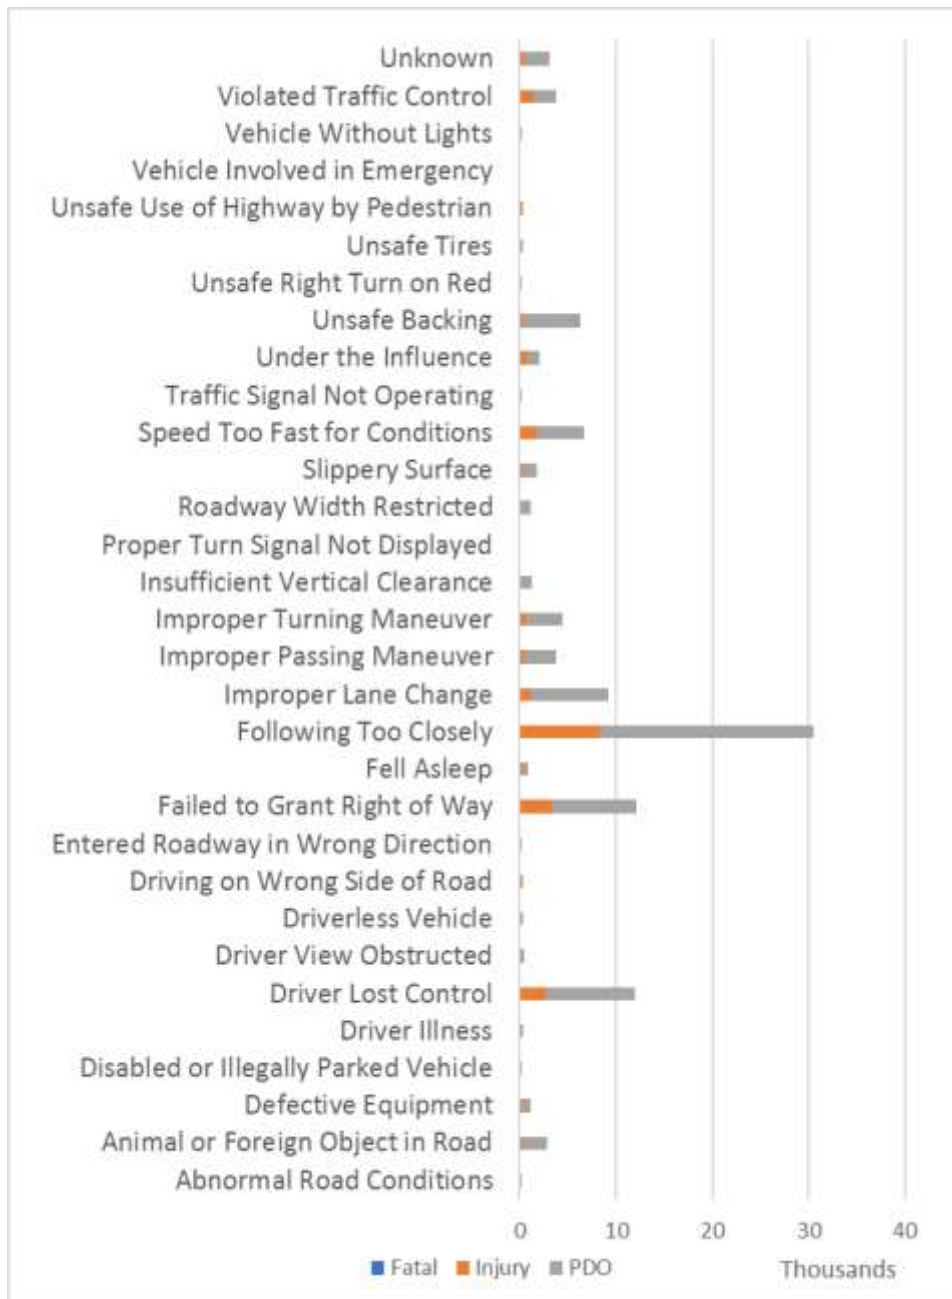 Unknown
Violated Traffic Control
Vehicle Without Lights
Vehicle Involved in Emergency
Unsafe Use of Highway by Pedestrian
Unsafe Tires
Unsafe Right Turn on Red
Unsafe Backing
Under the Influence
Traffic Signal Not Operating
Speed Too Fast for Conditions
Slippery Surface
Roadway Width Restricted
Proper Turn Signal Not Displayed
Insufficient Vertical Clearance
Improper Turning Maneuver
Improper Passing Maneuver
Improper Lane Change
Following Too Closely
Fell Asleep
Failed to Grant Right of Way
Entered Roadway in Wrong Direction
Driving on Wrong Side of Road
Driverless Vehicle
Driver View Obstructed
Driver Lost Control
Driver Illness
Disabled or Illegally Parked Vehicle
Defective Equipment
Animal or Foreign Object in Road
Abnormal Road Conditions
0 10 20 30 40
Fatal Injury PDO Thousands